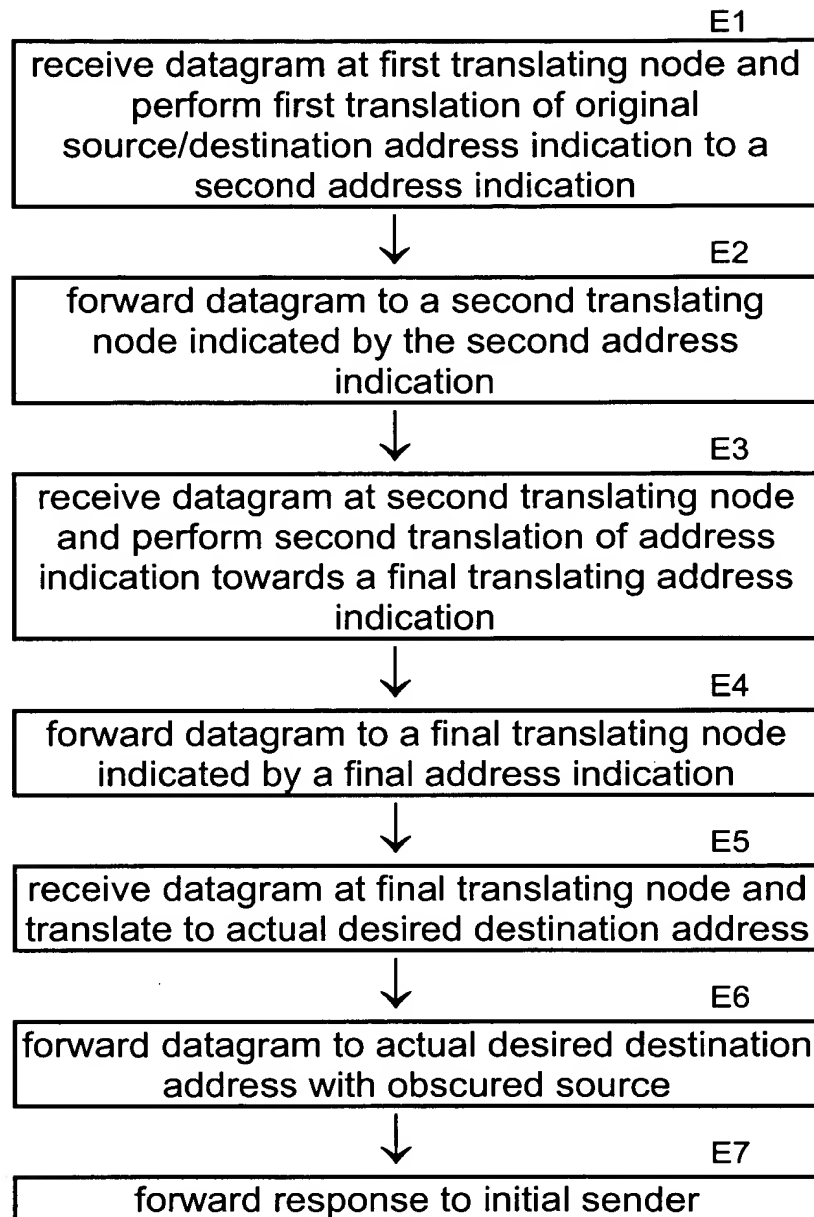 E1
receive datagram at first translating node and
perform first translation of original
source/destination address indication to a
second address indication
E2
forward datagram to a second translating
node indicated by the second address
indication
E3
receive datagram at second translating node
and perform second translation of address
indication towards a final translating address
indication
E4
forward datagram to a final translating node
indicated by a final address indication
E5
receive datagram at final translating node and
translate to actual desired destination address
E6
forward datagram to actual desired destination
address with obscured source
E7
forward response to initial sender